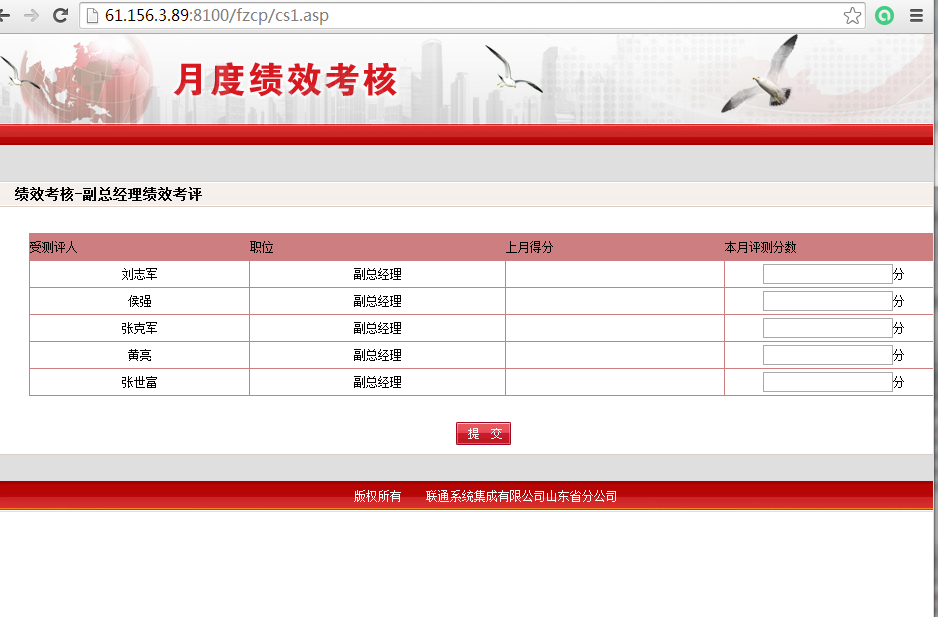 61.156.3.89:8100/fzcp/cs1.asp
月度绩效考核
绩效考核-副总经理绩效考评
受测评人 职位 上月得分 本月评测分数
刘志军 副总经理 分
侯强 副总经理 分
张克军 副总经理 分
黄亮 副总经理 分
张世富 副总经理 分
提 交
版权所有 联通系统集成有限公司山东省分公司